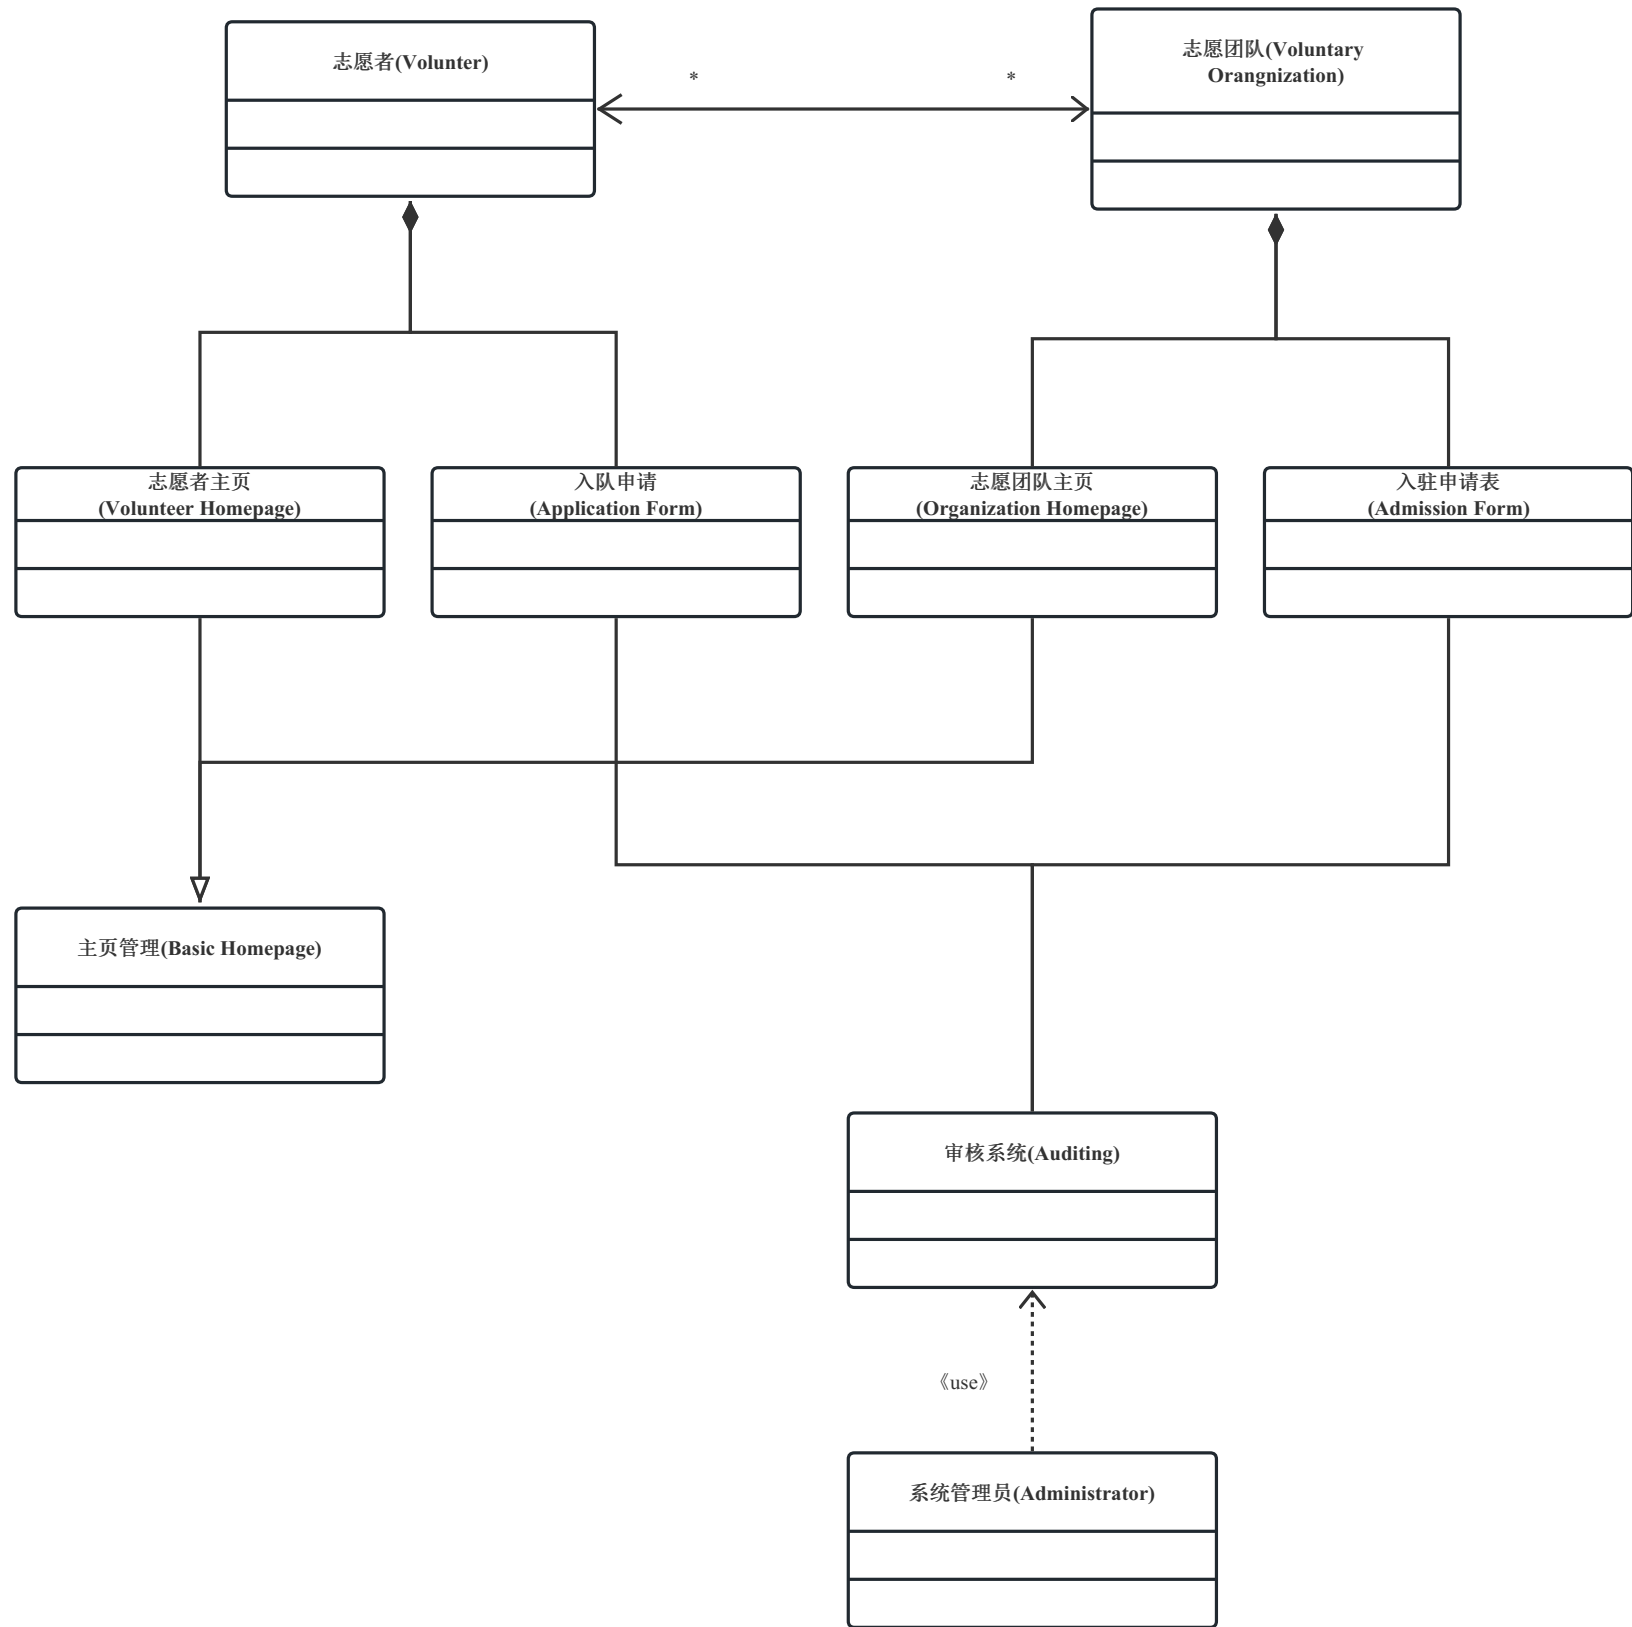 志愿者(Volunter)
志愿团队(Voluntary
Orangnization)
*
*
志愿者主页
(Volunteer Homepage)
入队申请
(Application Form)
志愿团队主页
(Organization Homepage)
入驻申请表
(Admission Form)
主页管理(Basic Homepage)
审核系统(Auditing)
《use》
系统管理员(Administrator)